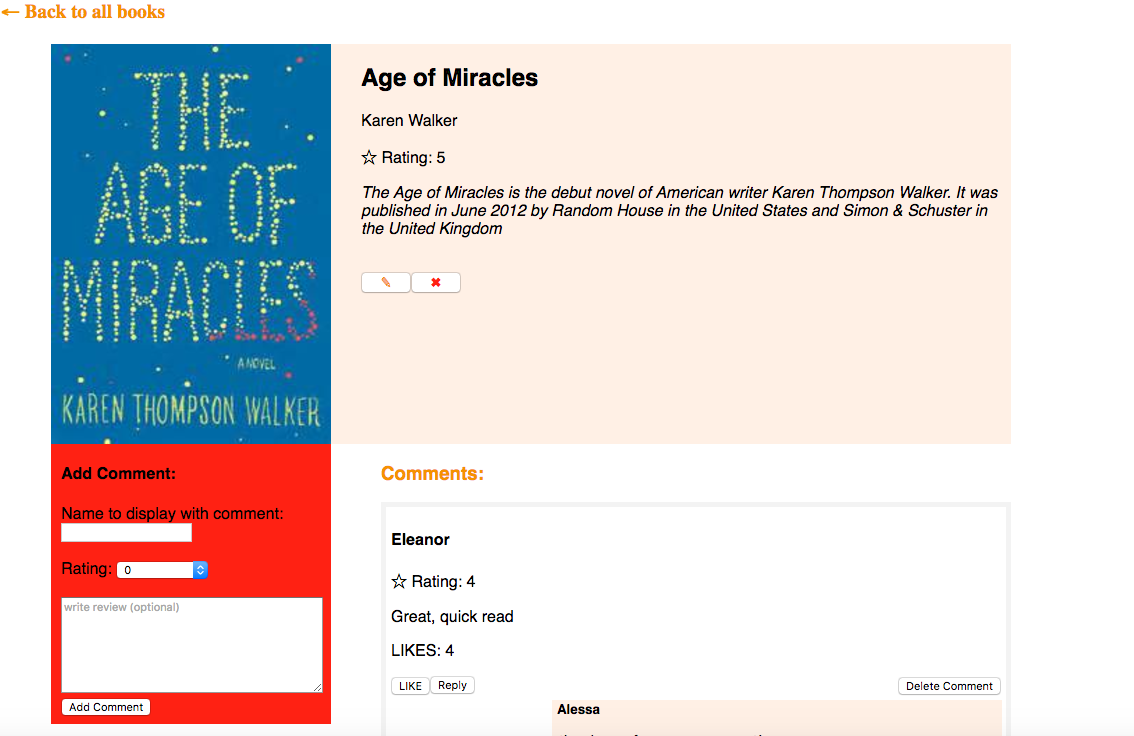 ← Back to all books
THE
AGE OF
MIRACLES
A NOVEL
KAREN THOMPSON WALKER
Age of Miracles
Karen Walker
☆ Rating: 5
The Age of Miracles is the debut novel of American writer Karen Thompson Walker. It was
published in June 2012 by Random House in the United States and Simon & Schuster in
the United Kingdom
✎ ✖
Add Comment:
Name to display with comment:
Rating: 0
write review (optional)
Add Comment
Comments:
Eleanor
☆ Rating: 4
Great, quick read
LIKES: 4
LIKE Reply Delete Comment
Alessa